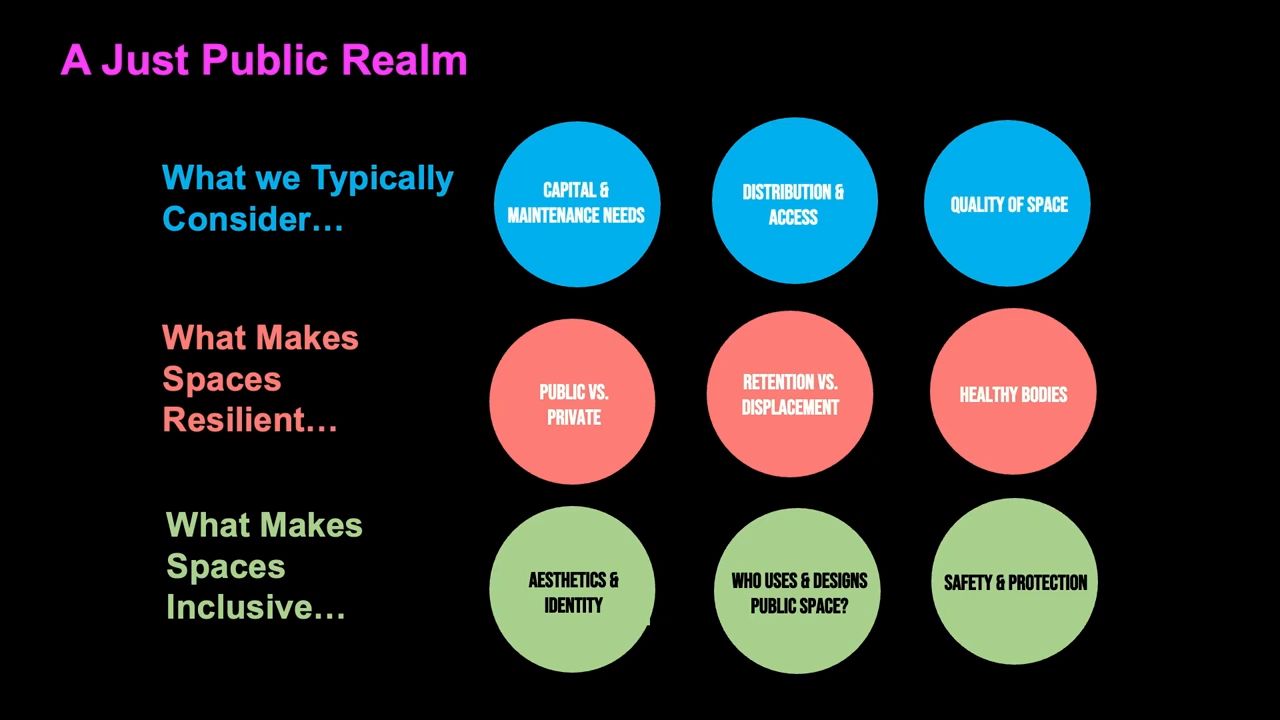 A Just Public Realm
What we Typically
Consider…
CAPITAL &
MAINTENANCE NEEDS
DISTRIBUTION &
ACCESS
QUALITY OF SPACE
What Makes
Spaces
Resilient…
PUBLIC VS.
PRIVATE
RETENTION VS.
DISPLACEMENT
HEALTHY BODIES
What Makes
Spaces
Inclusive…
AESTHETICS &
IDENTITY
WHO USES & DESIGNS
PUBLIC SPACE?
SAFETY & PROTECTION